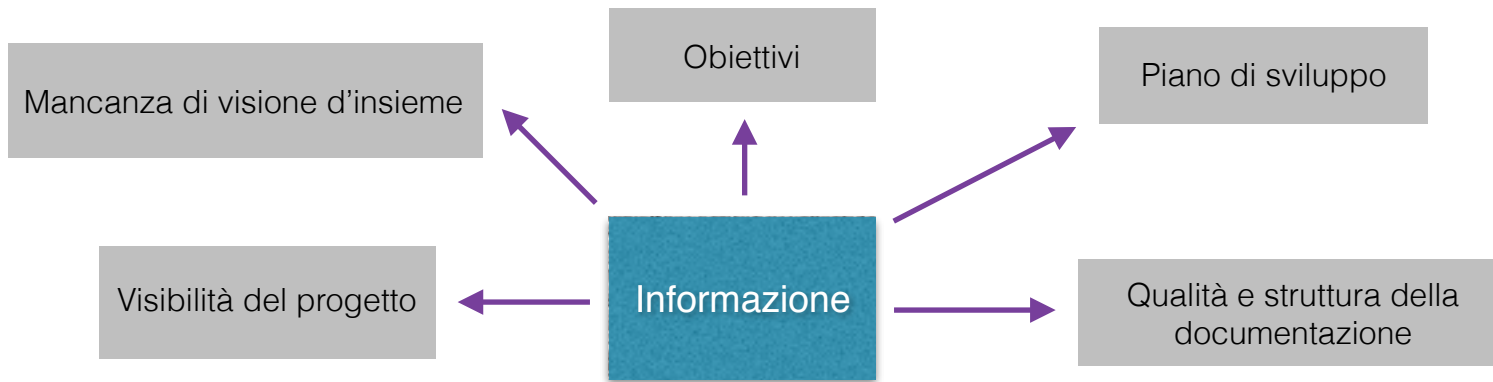 Obiettivi
Mancanza di visione d’insieme
Piano di sviluppo
Visibilità del progetto
Informazione
Qualità e struttura della
documentazione